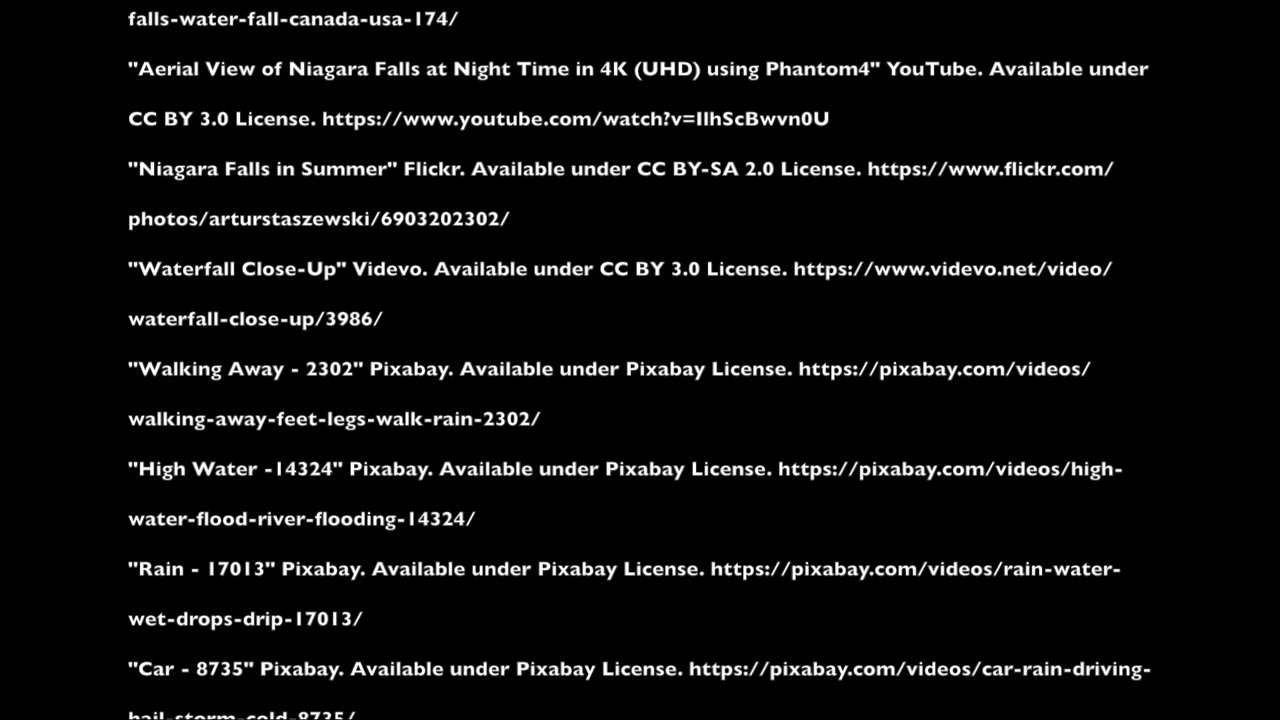 falls-water-fall-canada-usa-174/
"Aerial View of Niagara Falls at Night Time in 4K (UHD) using Phantom4" YouTube. Available under
CC BY 3.0 License. https://www.youtube.com/watch?v=IlhScBwvn0U
"Niagara Falls in Summer" Flickr. Available under CC BY-SA 2.0 License. https://www.flickr.com/
photos/arturstaszewski/6903202302/
"Waterfall Close-Up" Videvo. Available under CC BY 3.0 License. https://www.videvo.net/video/
waterfall-close-up/3986/
"Walking Away - 2302" Pixabay. Available under Pixabay License. https://pixabay.com/videos/
walking-away-feet-legs-walk-rain-2302/
"High Water -14324" Pixabay. Available under Pixabay License. https://pixabay.com/videos/high-
water-flood-river-flooding-14324/
"Rain - 17013" Pixabay. Available under Pixabay License. https://pixabay.com/videos/rain-water-
wet-drops-drip-17013/
"Car - 8735" Pixabay. Available under Pixabay License. https://pixabay.com/videos/car-rain-driving-
hail-storm-cold-8735/